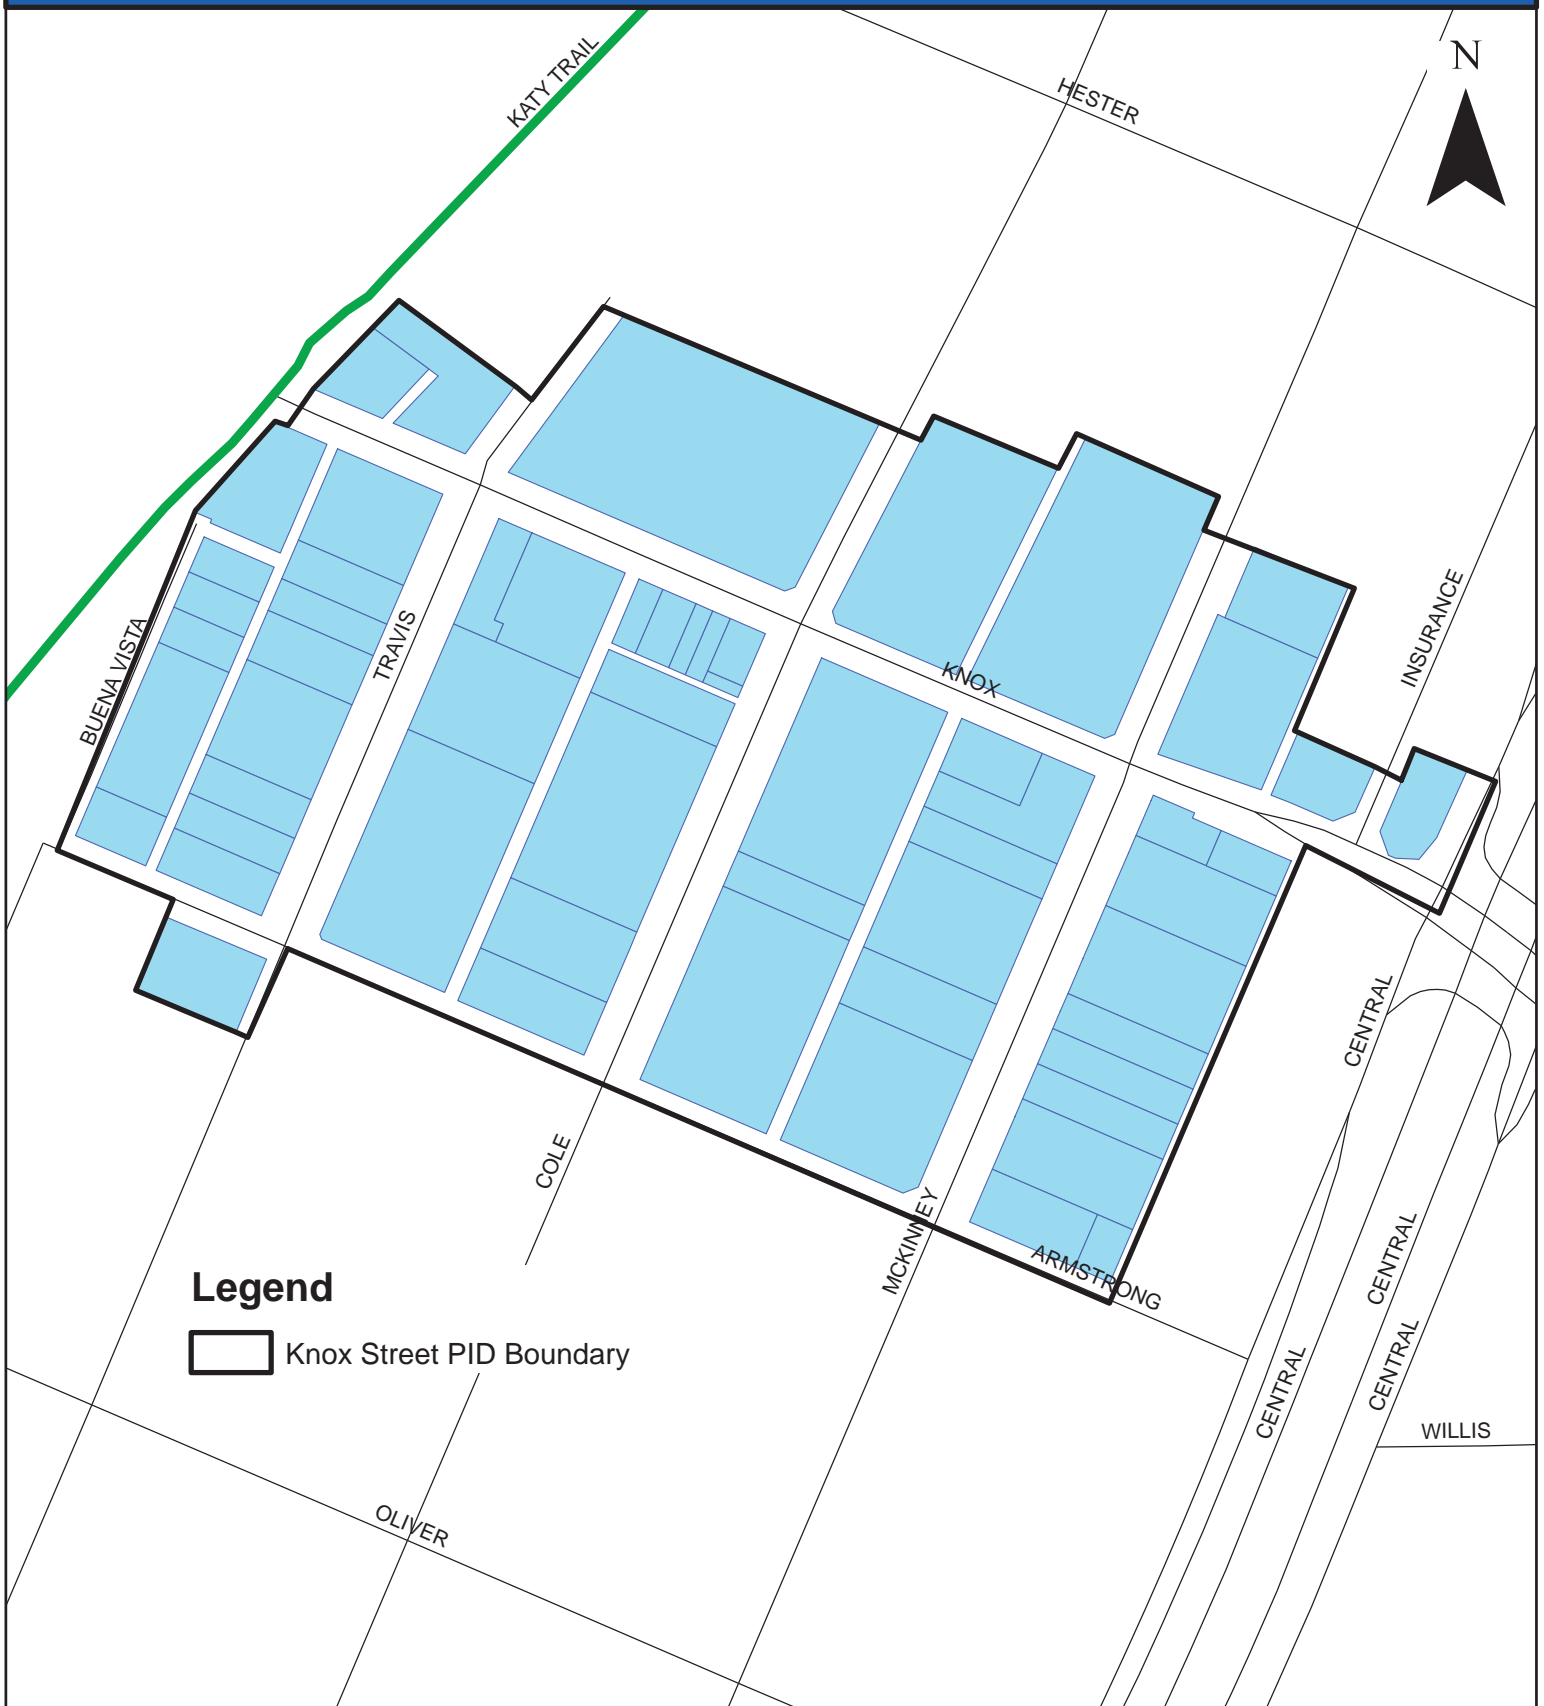 KATY TRAIL
HESTER
N
INSURANCE
BUENA VISTA
TRAVIS
KNOX
CENTRAL
COLE
MCKINNEY
ARMSTRONG
CENTRAL
CENTRAL
CENTRAL
Legend
Knox Street PID Boundary
WILLIS
OLIVER